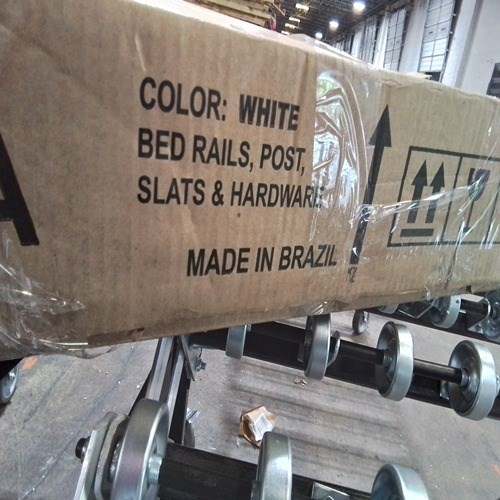 COLOR: WHITE
BED RAILS, POST,
SLATS & HARDWARE
MADE IN BRAZIL